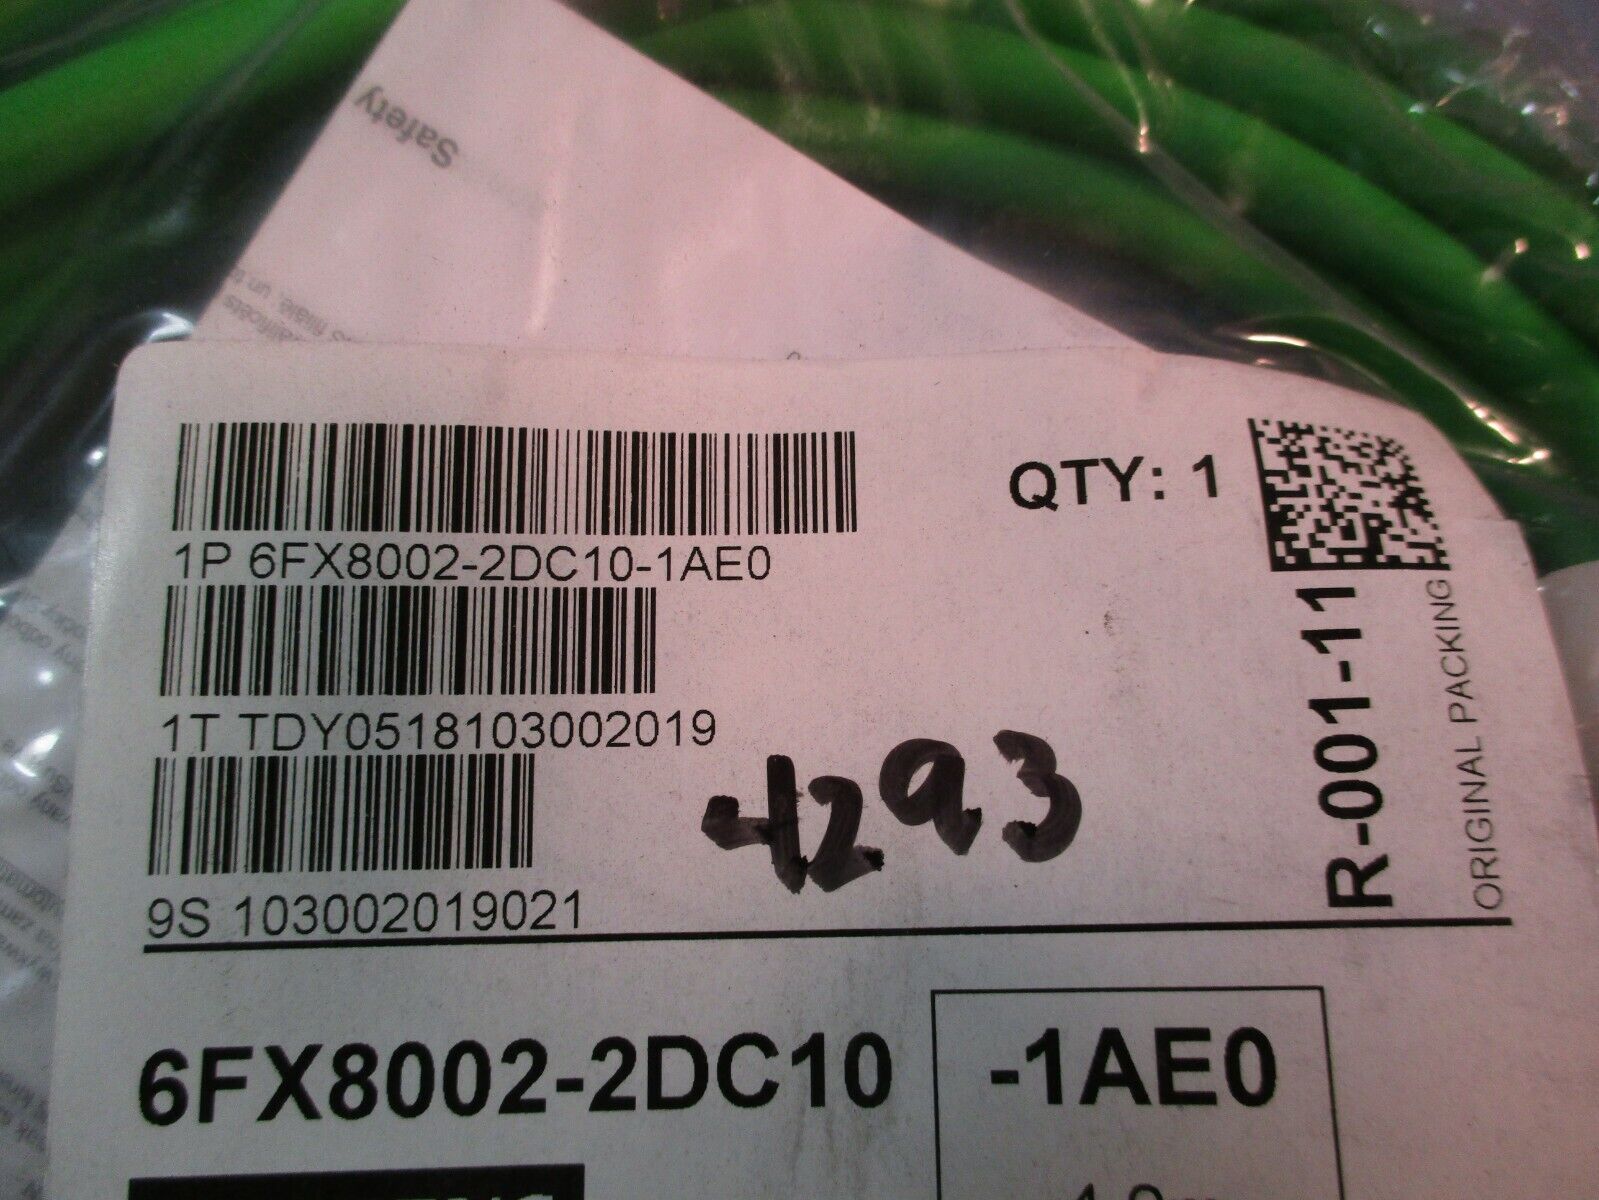 Safety
QTY: 1
1P 6FX8002-2DC10-1AE0
1T TDY0518103002019
4293
9S 103002019021
R-001-11
ORIGINAL PACKING
6FX8002-2DC10
-1AE0